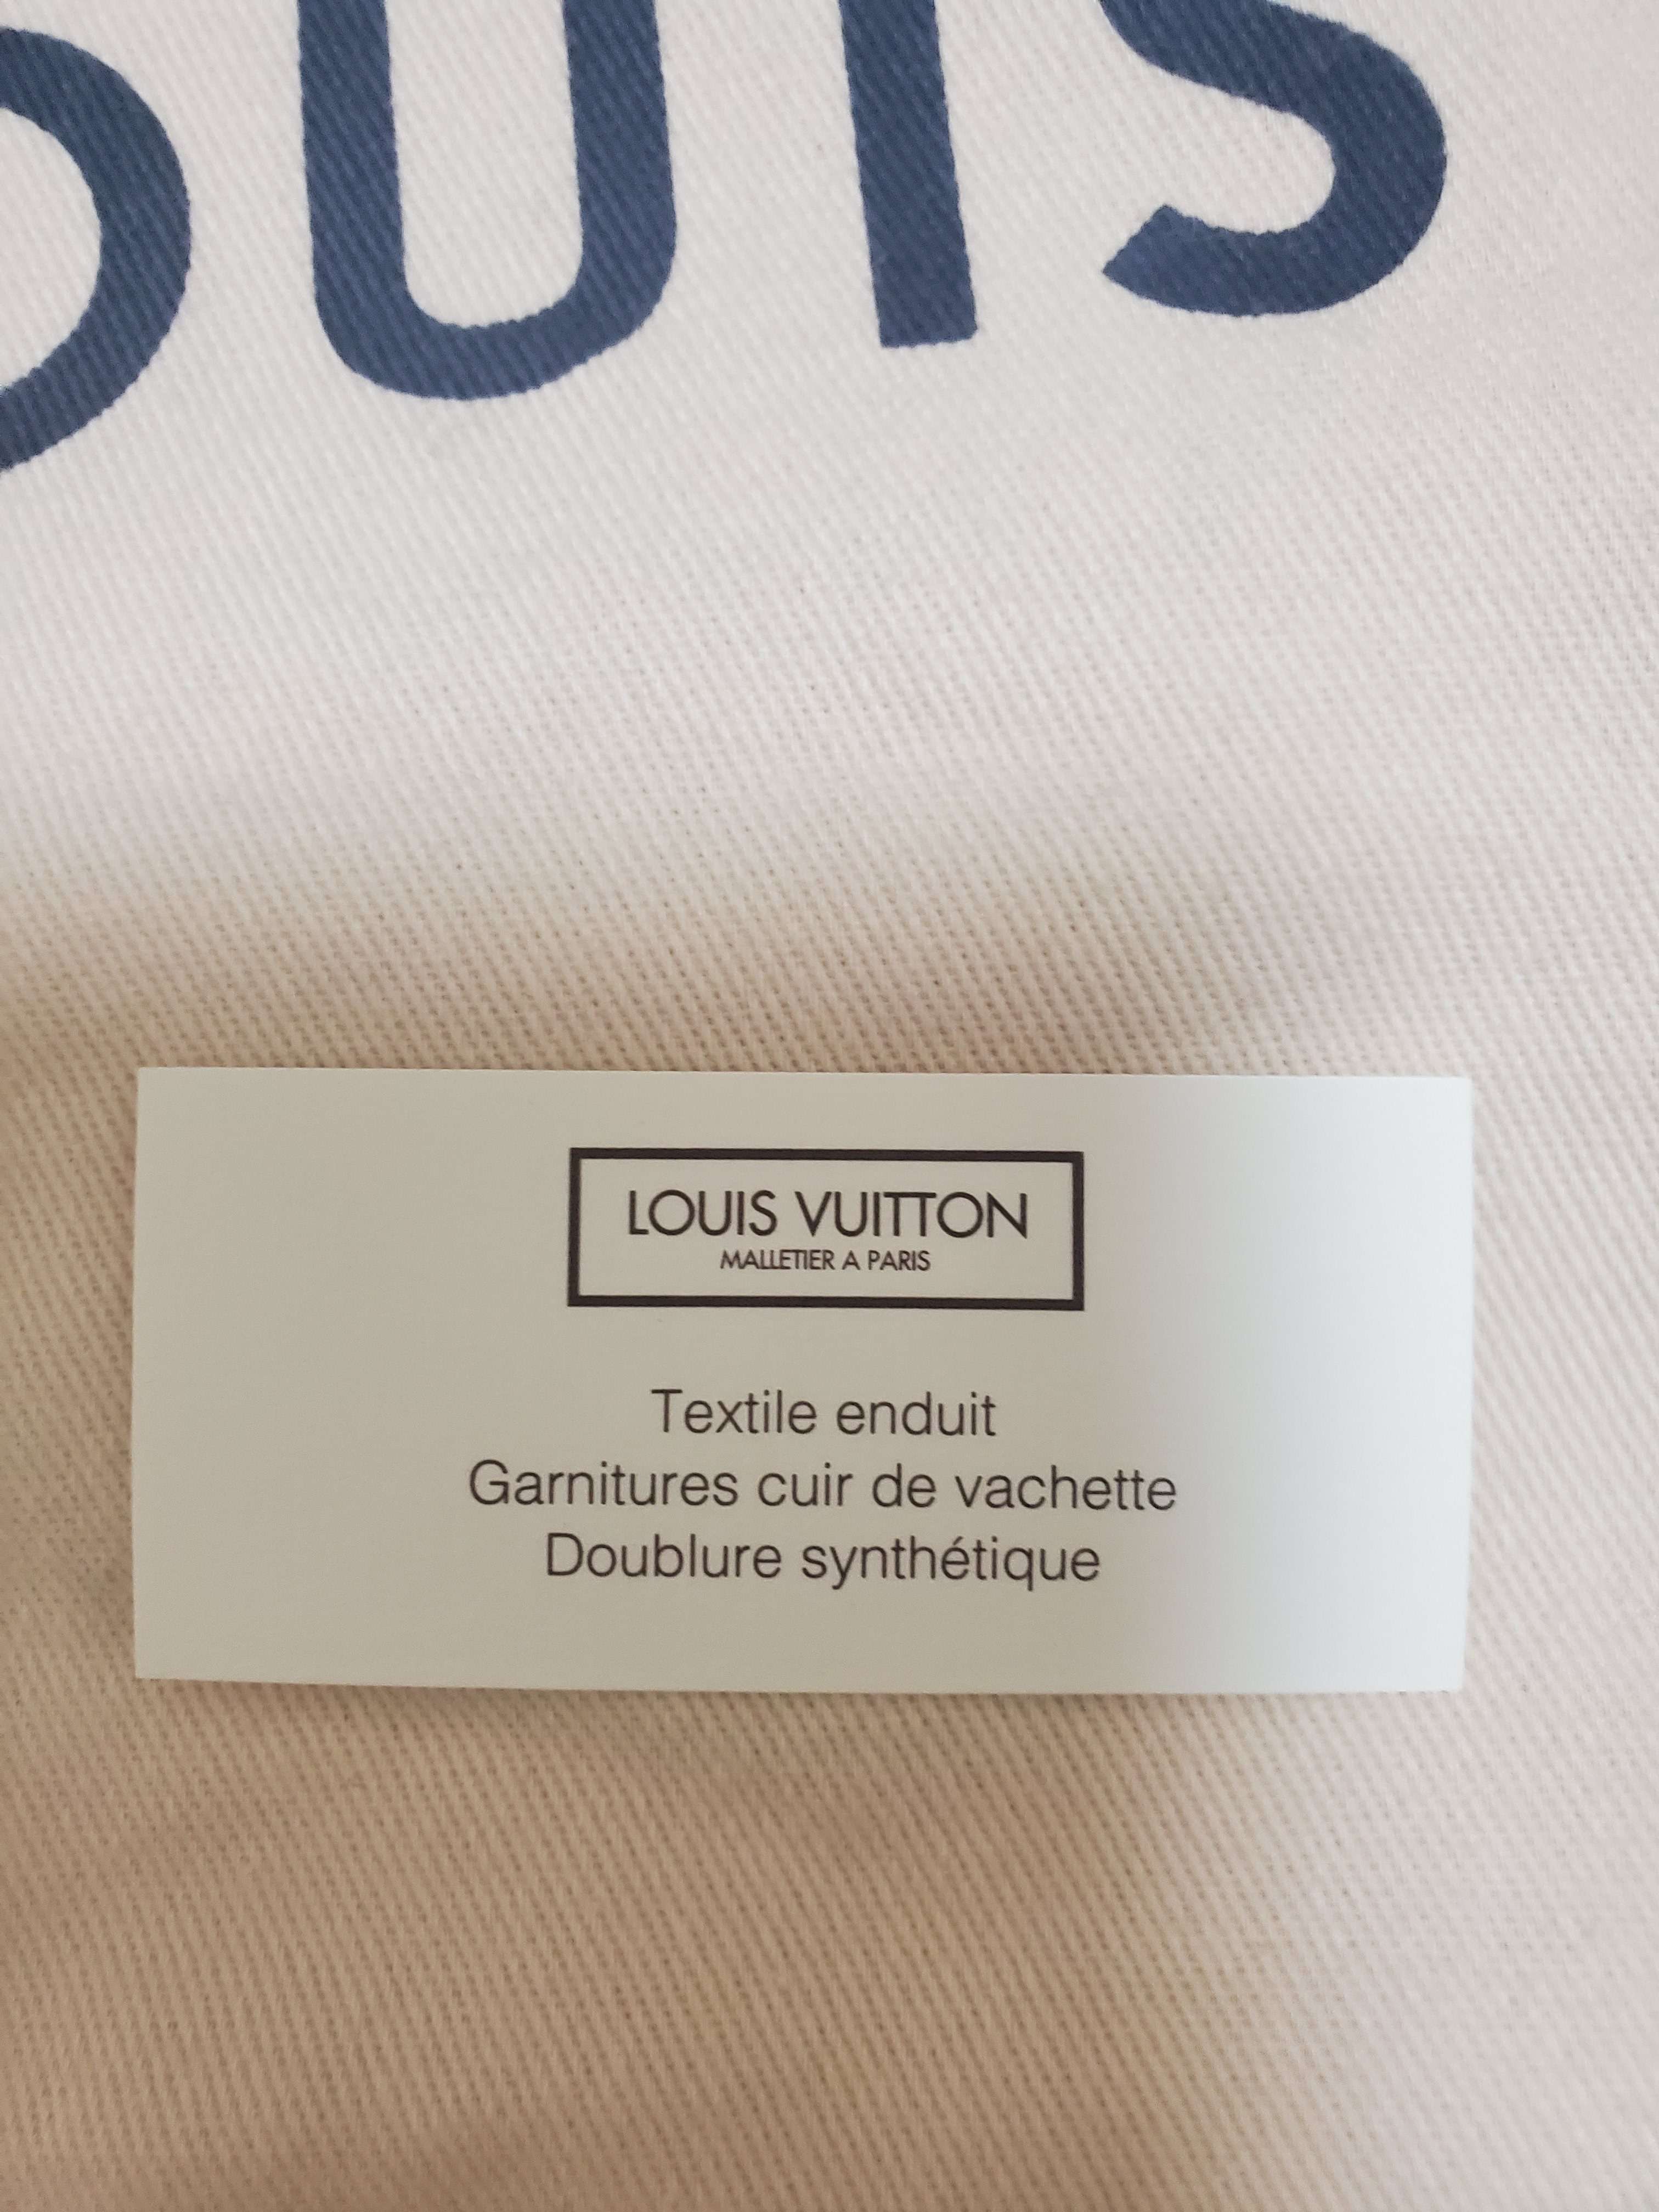 OUIS
LOUIS VUITTON
MALLETIER A PARIS
Textile enduit
Garnitures cuir de vachette
Doublure synthétique